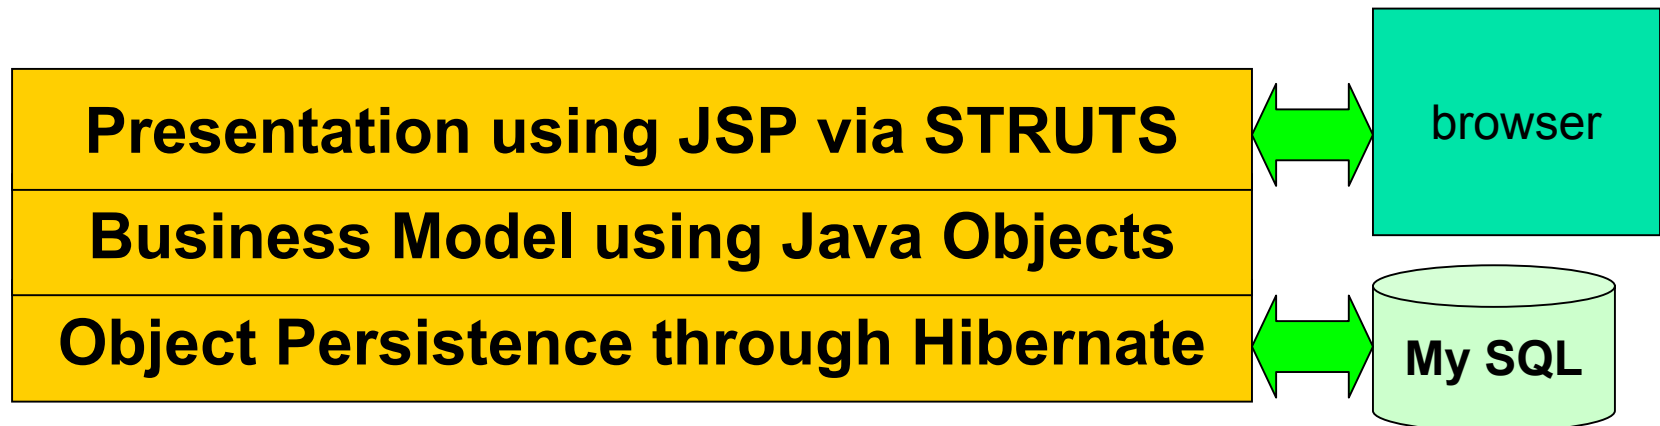 Presentation using JSP via STRUTS
browser
Business Model using Java Objects
Object Persistence through Hibernate
My SQL